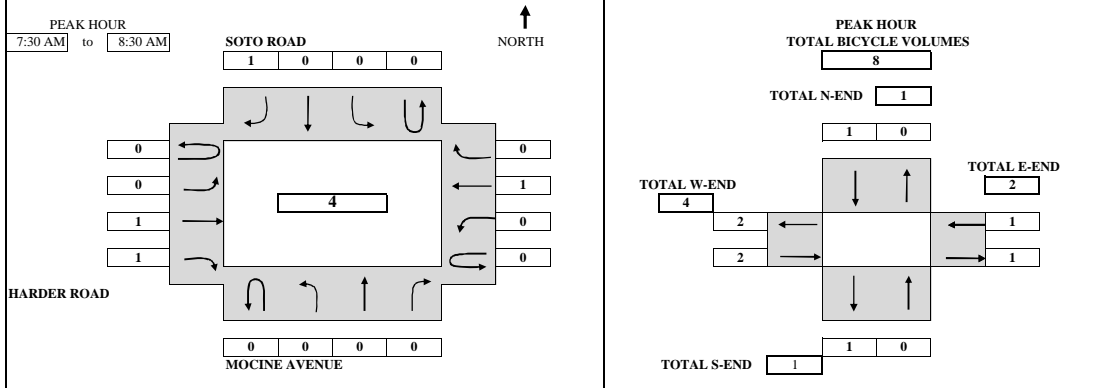 PEAK HOUR
7:30 AM to 8:30 AM
NORTH
SOTO ROAD
1 0 0 0
0 0
0 1
4
1 0
1 0
HARDER ROAD
0 0 0 0
MOCINE AVENUE
PEAK HOUR
TOTAL BICYCLE VOLUMES
8
TOTAL N-END 1
1 0
TOTAL E-END
2
TOTAL W-END
4
2 1
2 1
1 0
TOTAL S-END 1